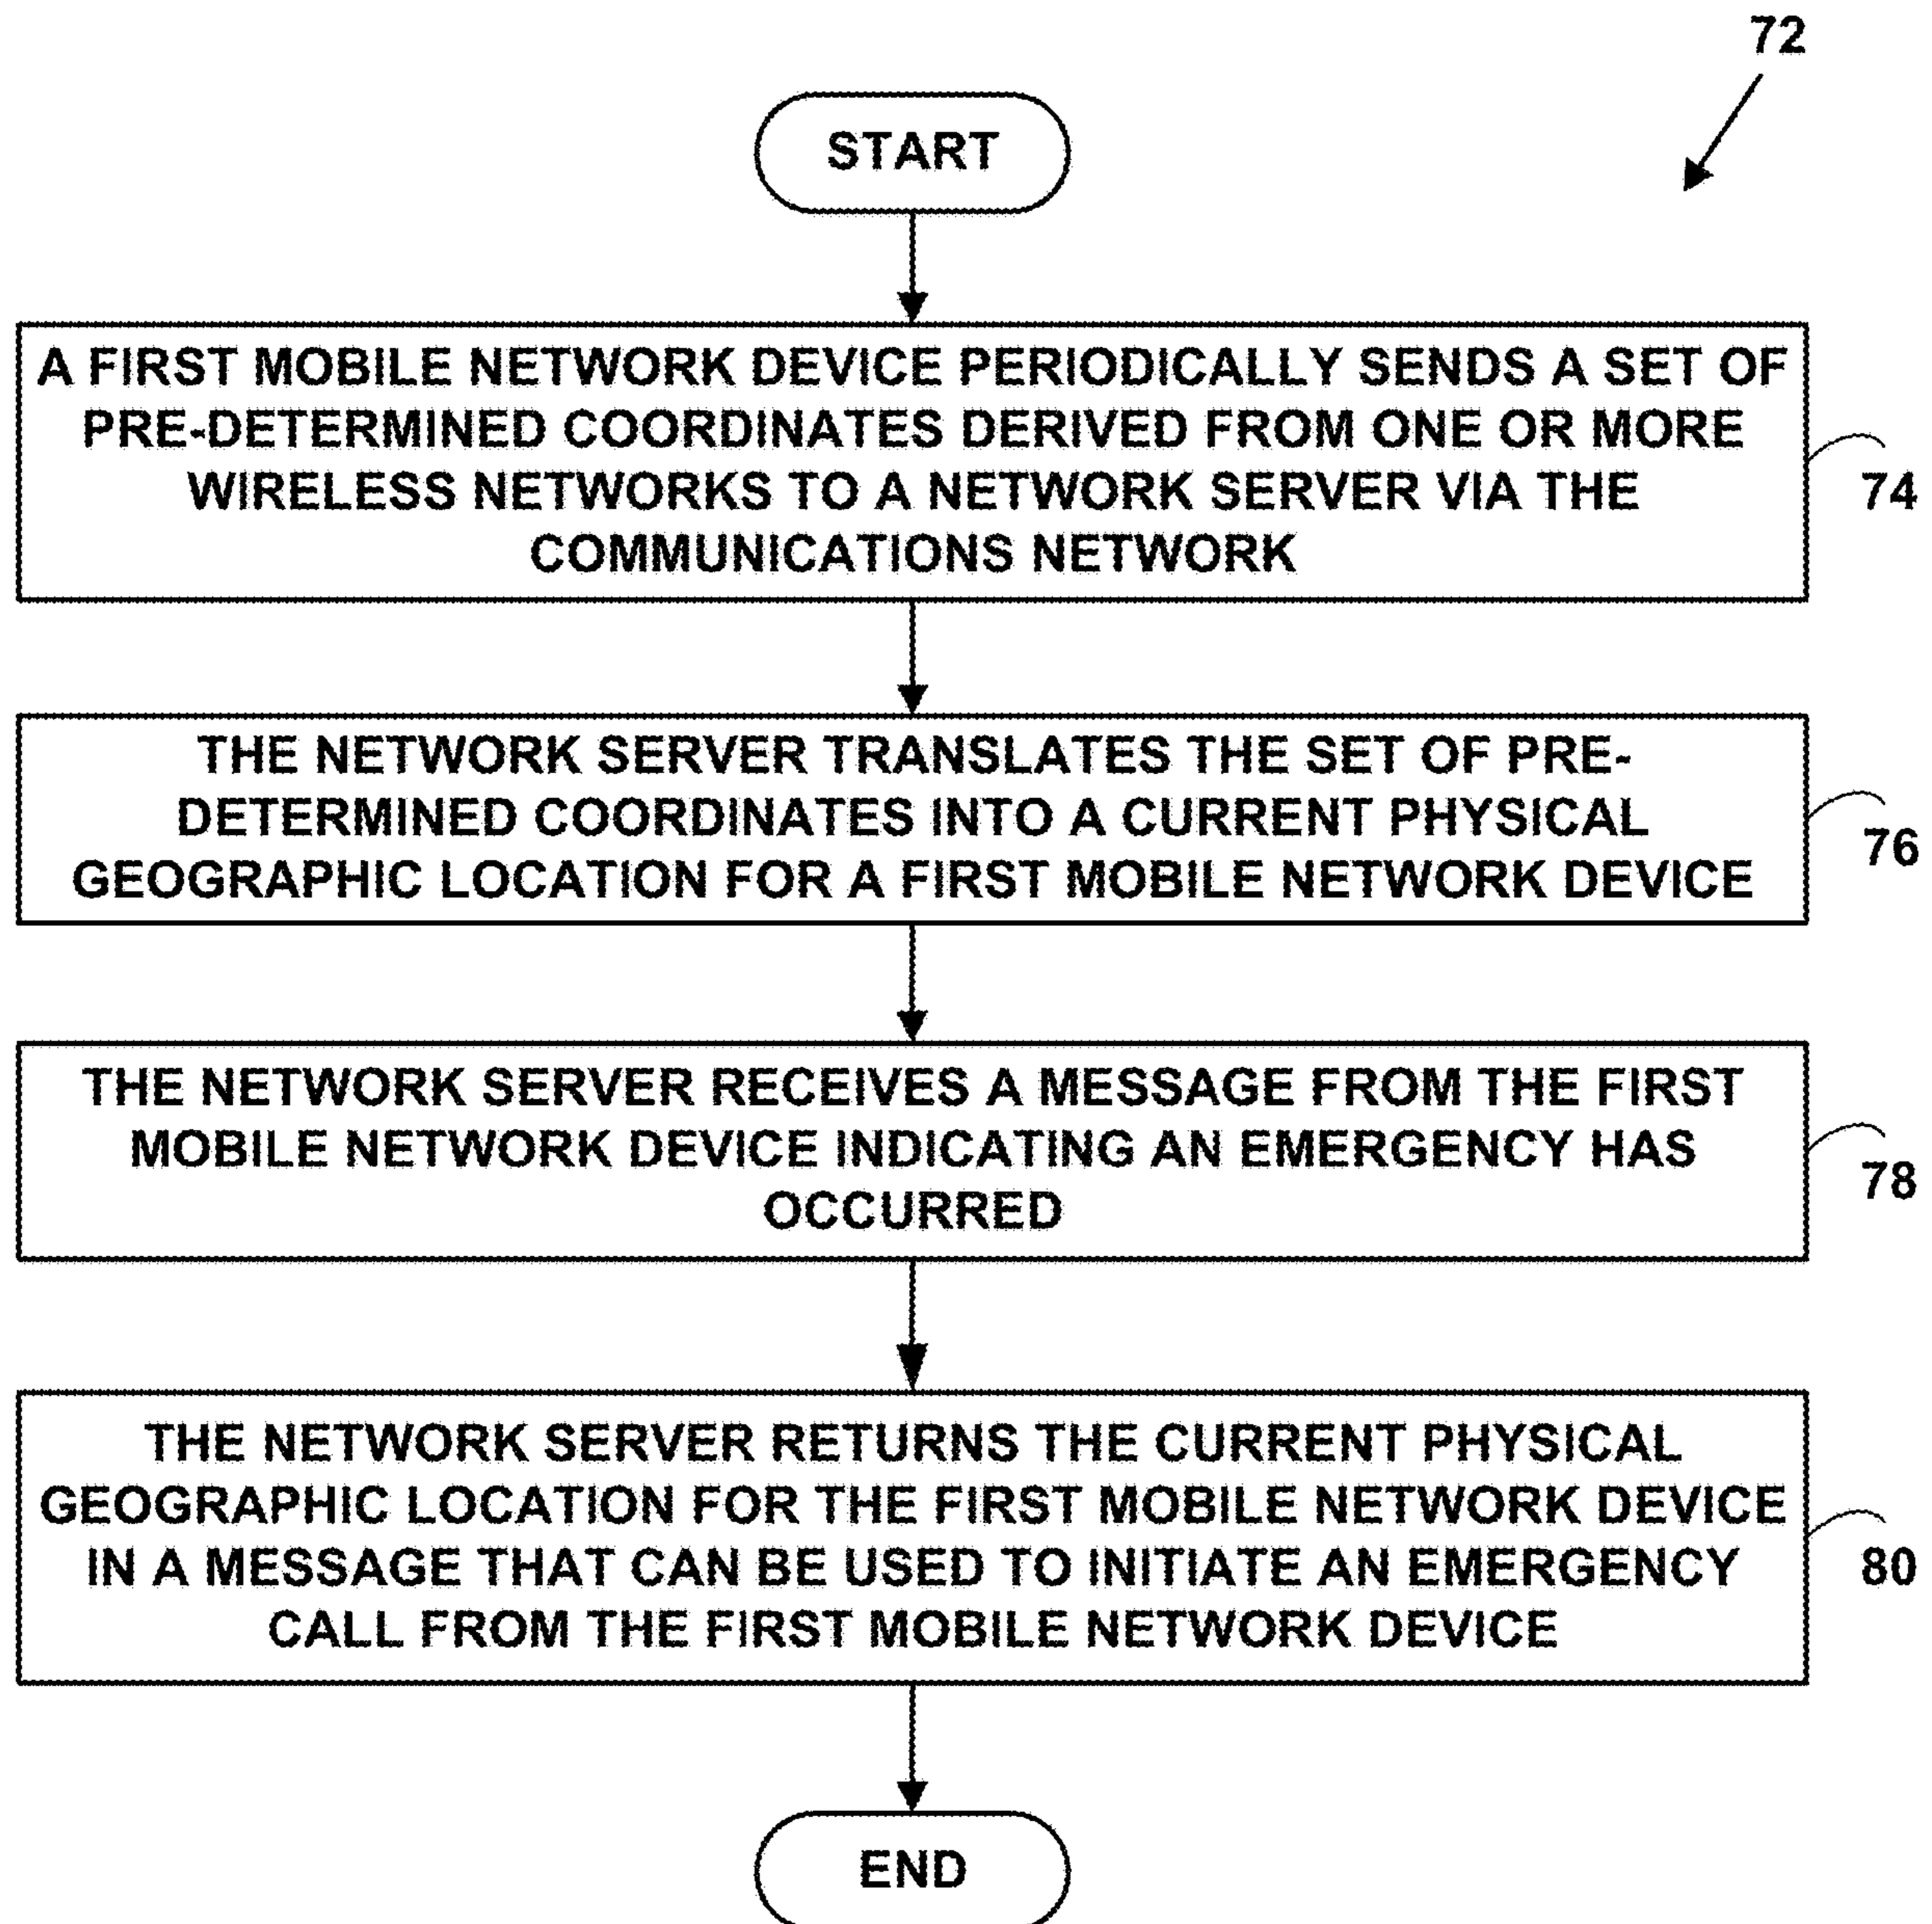 72
START
A FIRST MOBILE NETWORK DEVICE PERIODICALLY SENDS A SET OF
PRE-DETERMINED COORDINATES DERIVED FROM ONE OR MORE
WIRELESS NETWORKS TO A NETWORK SERVER VIA THE
COMMUNICATIONS NETWORK
74
THE NETWORK SERVER TRANSLATES THE SET OF PRE-
DETERMINED COORDINATES INTO A CURRENT PHYSICAL
GEOGRAPHIC LOCATION FOR A FIRST MOBILE NETWORK DEVICE
76
THE NETWORK SERVER RECEIVES A MESSAGE FROM THE FIRST
MOBILE NETWORK DEVICE INDICATING AN EMERGENCY HAS
OCCURRED
78
THE NETWORK SERVER RETURNS THE CURRENT PHYSICAL
GEOGRAPHIC LOCATION FOR THE FIRST MOBILE NETWORK DEVICE
IN A MESSAGE THAT CAN BE USED TO INITIATE AN EMERGENCY
CALL FROM THE FIRST MOBILE NETWORK DEVICE
80
END